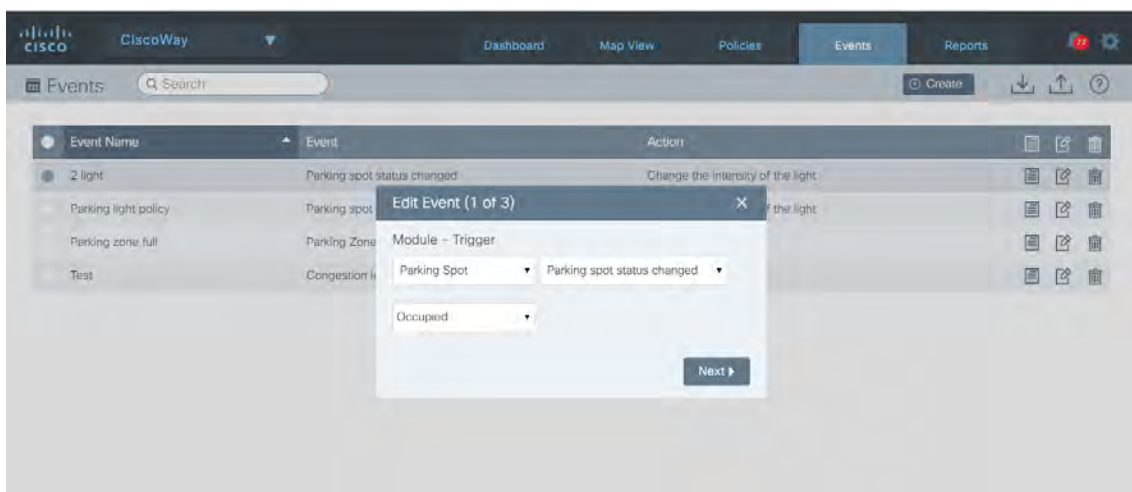 CISCO CiscoWay Dashboard Map View Policies Events Reports
Events Search Create
Event Name Event Action
2 light Parking spot status changed Change the intensity of the light
Parking light policy Parking spot of the light
Parking zone full Parking Zone
Test Congestion
Edit Event (1 of 3) X
Module - Trigger
Parking Spot Parking spot status changed
Occupied
Next